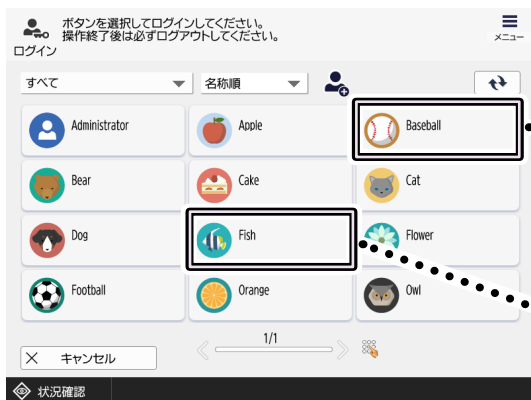 ボタンを選択してログインしてください。
操作終了後は必ずログアウトしてください。
ログイン
メニュー
すべて
名称順
Administrator
Apple
Baseball
Bear
Cake
Cat
Dog
Fish
Flower
Football
Orange
Owl
1/1
キャンセル
状況確認